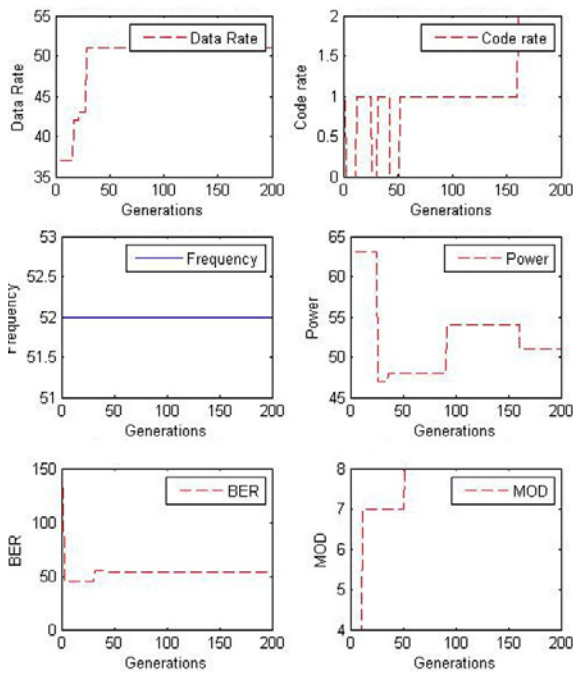 55
50
45
40
35
Data Rate
Data Rate
0 50 100 150 200
Generations
2
1.5
1
0.5
0
Code rate
Code rate
0 50 100 150 200
Generations
53
52.5
52
51.5
51
Frequency
Frequency
0 50 100 150 200
Generations
65
60
55
50
45
Power
Power
0 50 100 150 200
Generations
150
100
50
0
BER
BER
0 50 100 150 200
Generations
8
7
6
5
4
MOD
MOD
0 50 100 150 200
Generations